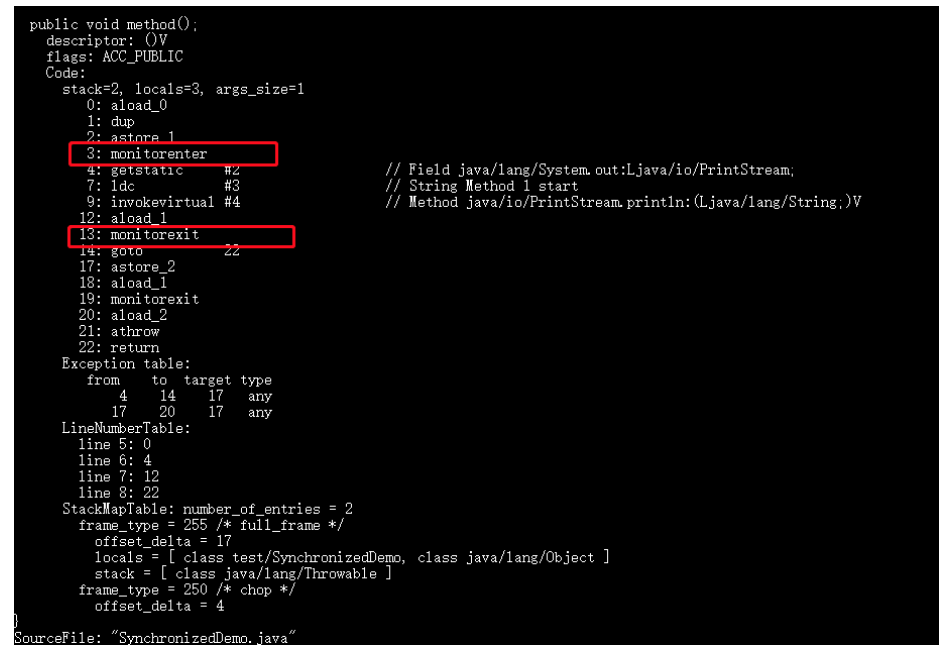 public void method();
descriptor: ()V
flags: ACC_PUBLIC
Code:
stack=2, locals=3, args_size=1
0: aload_0
1: dup
2: astore_1
3: monitorenter
4: getstatic #2 // Field java/lang/System.out:Ljava/io/PrintStream;
7: ldc #3 // String Method 1 start
9: invokevirtual #4 // Method java/io/PrintStream.println:(Ljava/lang/String;)V
12: aload_1
13: monitorexit
14: goto 22
17: astore_2
18: aload_1
19: monitorexit
20: aload_2
21: athrow
22: return
Exception table:
from to target type
4 14 17 any
17 20 17 any
LineNumberTable:
line 5: 0
line 6: 4
line 7: 12
line 8: 22
StackMapTable: number_of_entries = 2
frame_type = 255 /* full_frame */
offset_delta = 17
locals = [ class test/SynchronizedDemo, class java/lang/Object ]
stack = [ class java/lang/Throwable ]
frame_type = 250 /* chop */
offset_delta = 4
}
SourceFile: "SynchronizedDemo.java"